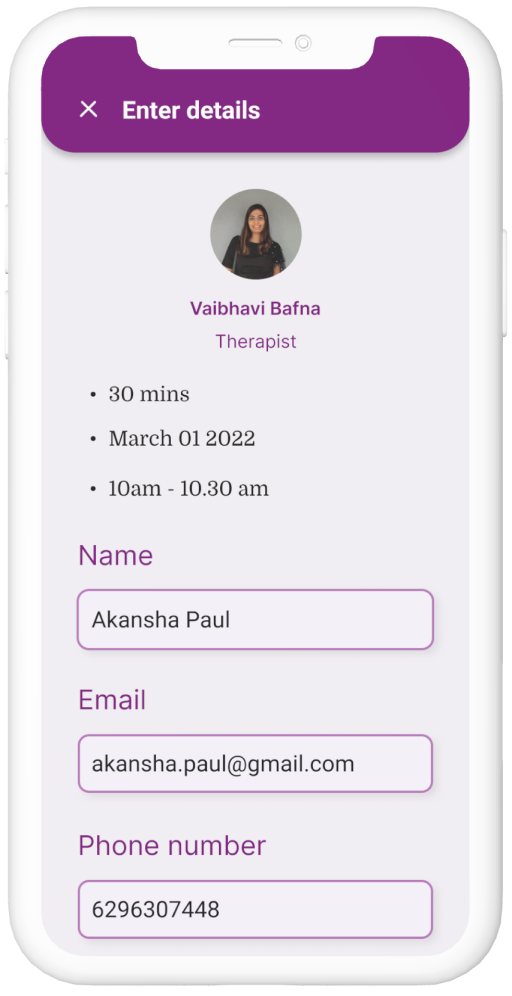 Enter details
Vaibhavi Bafna
Therapist
• 30 mins
• March 01 2022
• 10am - 10.30 am
Name
Akansha Paul
Email
akansha.paul@gmail.com
Phone number
6296307448